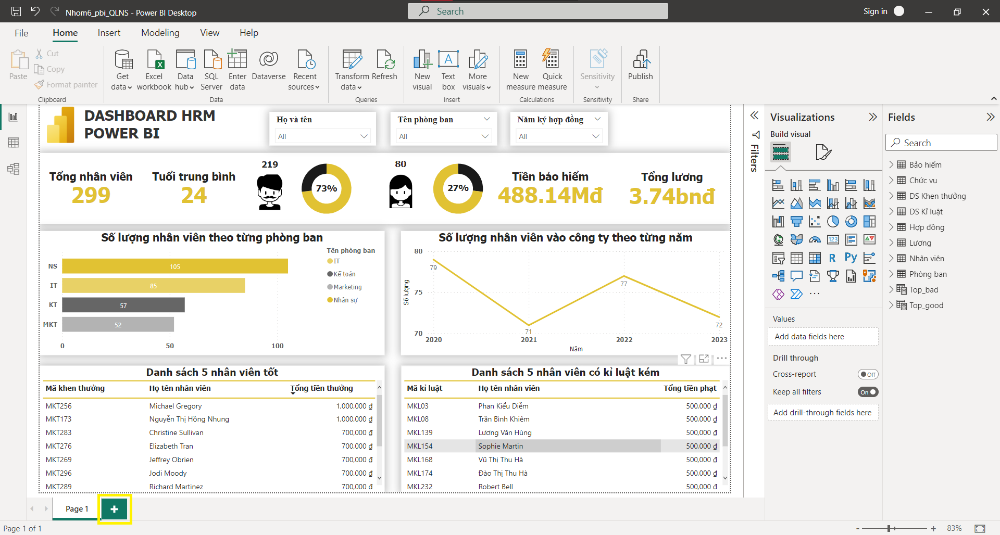 Nhom6_pbi_QLNS - Power BI Desktop
Search
Sign in
File Home Insert Modeling View Help
Paste
Cut
Copy
Format painter
Clipboard
Get data
Excel workbook
Data hub
SQL Server
Enter data
Dataverse
Recent sources
Data
Transform data
Refresh
Queries
New visual
Text box
More visuals
Insert
New measure
Quick measure
Calculations
Sensitivity
Sensitivity
Publish
Share
DASHBOARD HRM
POWER BI
Họ và tên
All
Tên phòng ban
All
Năm ký hợp đồng
All
Tổng nhân viên
299
Tuổi trung bình
24
219
73%
80
27%
Tiền bảo hiểm
488.14Mđ
Tổng lương
3.74bnđ
Số lượng nhân viên theo từng phòng ban
NS 105
IT 85
KT 57
MKT 52
0 50 100
Tên phòng ban
IT
Kế toán
Marketing
Nhân sự
Số lượng nhân viên vào công ty theo từng năm
Số lượng
80
75
70
79
71
77
72
2020 2021 2022 2023
Năm
Danh sách 5 nhân viên tốt
Mã khen thưởng Họ tên nhân viên Tổng tiền thưởng
MKT256 Michael Gregory 1,000,000 ₫
MKT173 Nguyễn Thị Hồng Nhung 1,000,000 ₫
MKT283 Christine Sullivan 700,000 ₫
MKT276 Elizabeth Tran 700,000 ₫
MKT269 Jeffrey Obrien 700,000 ₫
MKT296 Jodi Moody 700,000 ₫
MKT289 Richard Martinez 700,000 ₫
Danh sách 5 nhân viên có kỉ luật kém
Mã kỉ luật Họ tên nhân viên Tổng tiền phạt
MKL03 Phan Kiểu Diễm 500,000 ₫
MKL08 Trần Bình Khiêm 500,000 ₫
MKL139 Lương Văn Hùng 500,000 ₫
MKL154 Sophie Martin 500,000 ₫
MKL168 Vũ Thị Thu Hà 500,000 ₫
MKL174 Đào Thị Thu Hà 500,000 ₫
MKL232 Robert Bell 500,000 ₫
Filters
Visualizations
Build visual
123
R
Py
Values
Add data fields here
Drill through
Cross-report Off
Keep all filters On
Add drill-through fields here
Fields
Search
Bảo hiểm
Chức vụ
DS Khen thưởng
DS Kỉ luật
Hợp đồng
Lương
Nhân viên
Phòng ban
Top_bad
Top_good
Page 1
Page 1 of 1
83%